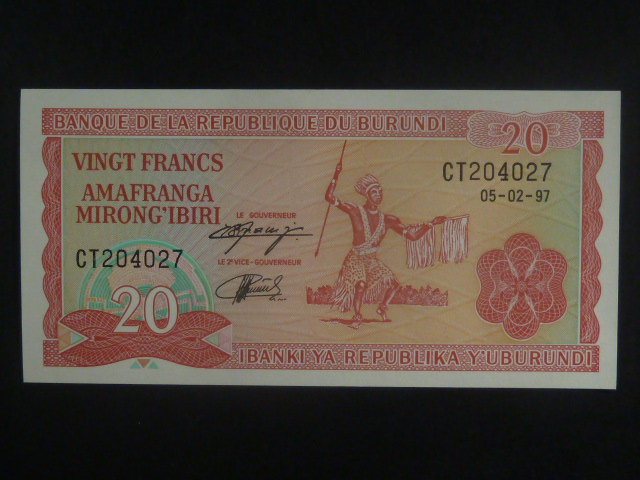 BANQUE DE LA REPUBLIQUE DU BURUNDI
20
VINGT FRANCS
AMAFRANGA
MIRONG'IBIRI
CT204027
05-02-97
LE GOUVERNEUR
CT204027
LE 2e VICE-GOUVERNEUR
20
IBANKI YA REPUBLIKA Y'UBURUNDI